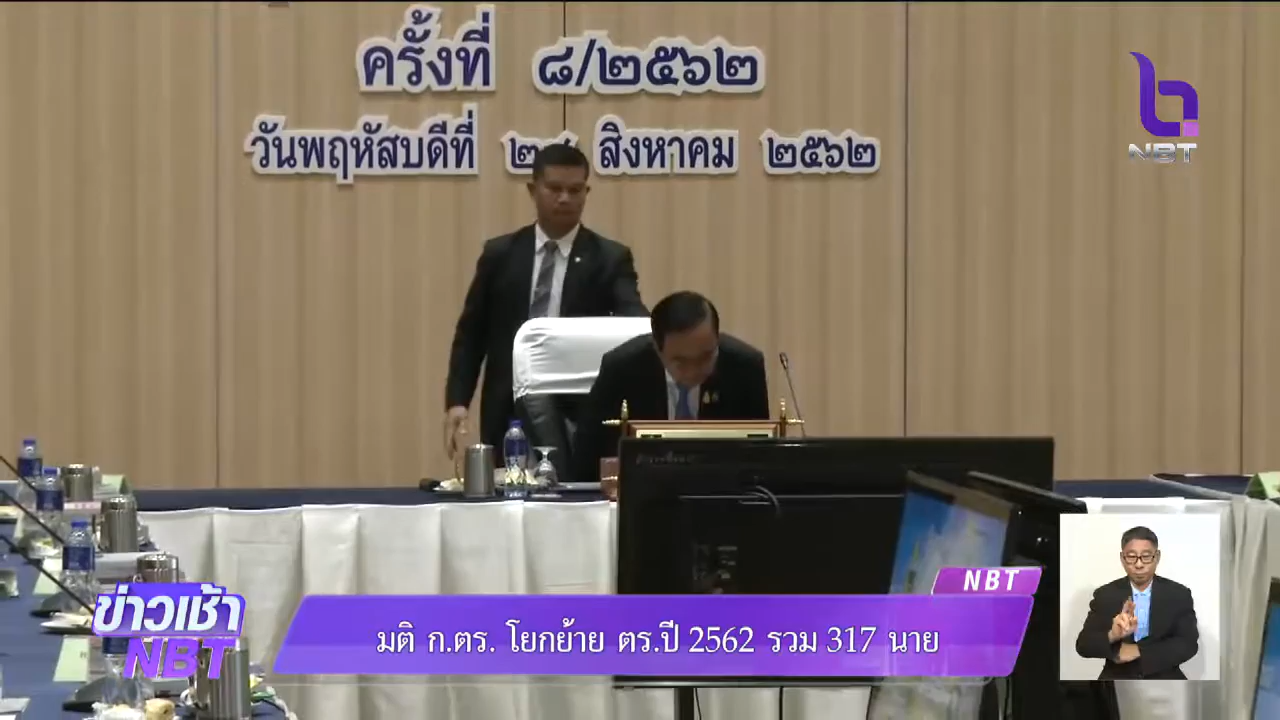 ครั้งที่ ๘/๒๕๖๒
วันพฤหัสบดีที่ สิงหาคม ๒๕๖๒
NBT
NBT
ข่าวเช้า
NBT
มติ ก.ตร. โยกย้าย ตร.ปี 2562 รวม 317 นาย